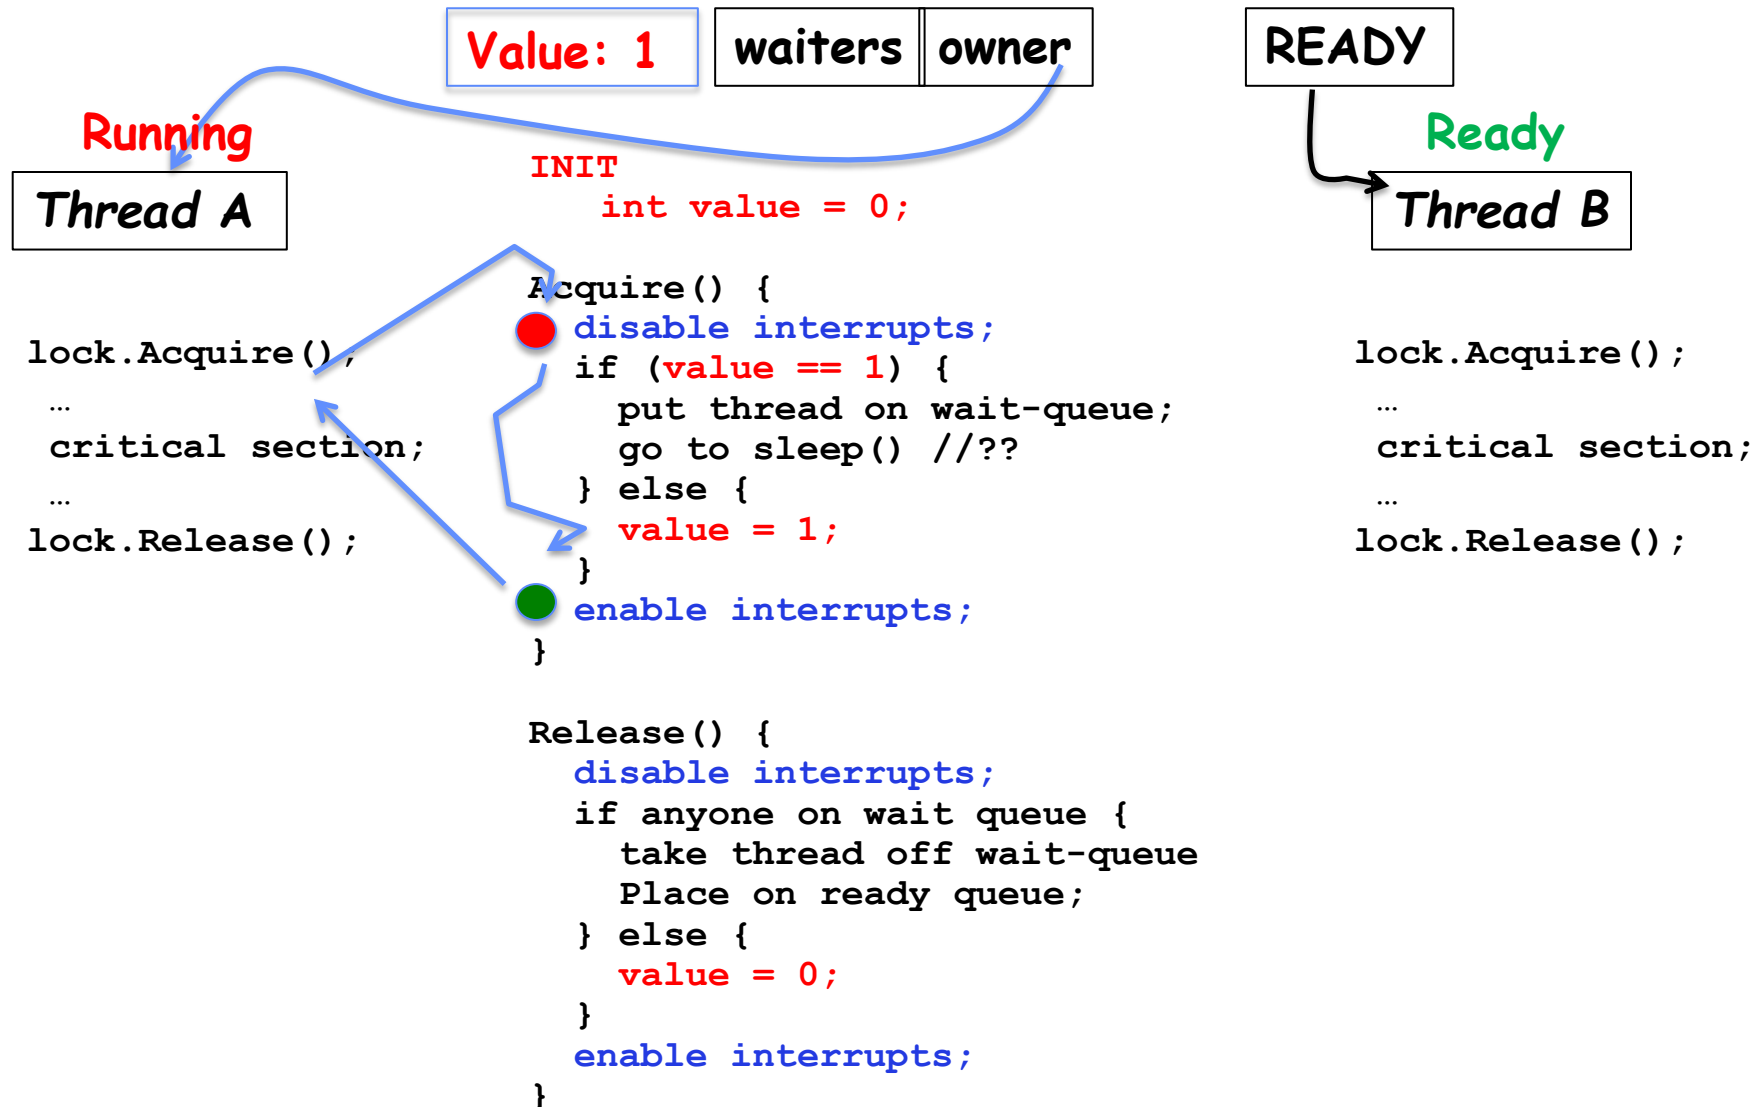 Value: 1 waiters owner READY
Running Ready
Thread A Thread B
INIT
int value = 0;
lock.Acquire();
…
critical section;
…
lock.Release();
Acquire() {
disable interrupts;
if (value == 1) {
put thread on wait-queue;
go to sleep() //??
} else {
value = 1;
}
enable interrupts;
}
Release() {
disable interrupts;
if anyone on wait queue {
take thread off wait-queue
Place on ready queue;
} else {
value = 0;
}
enable interrupts;
}
lock.Acquire();
…
critical section;
…
lock.Release();